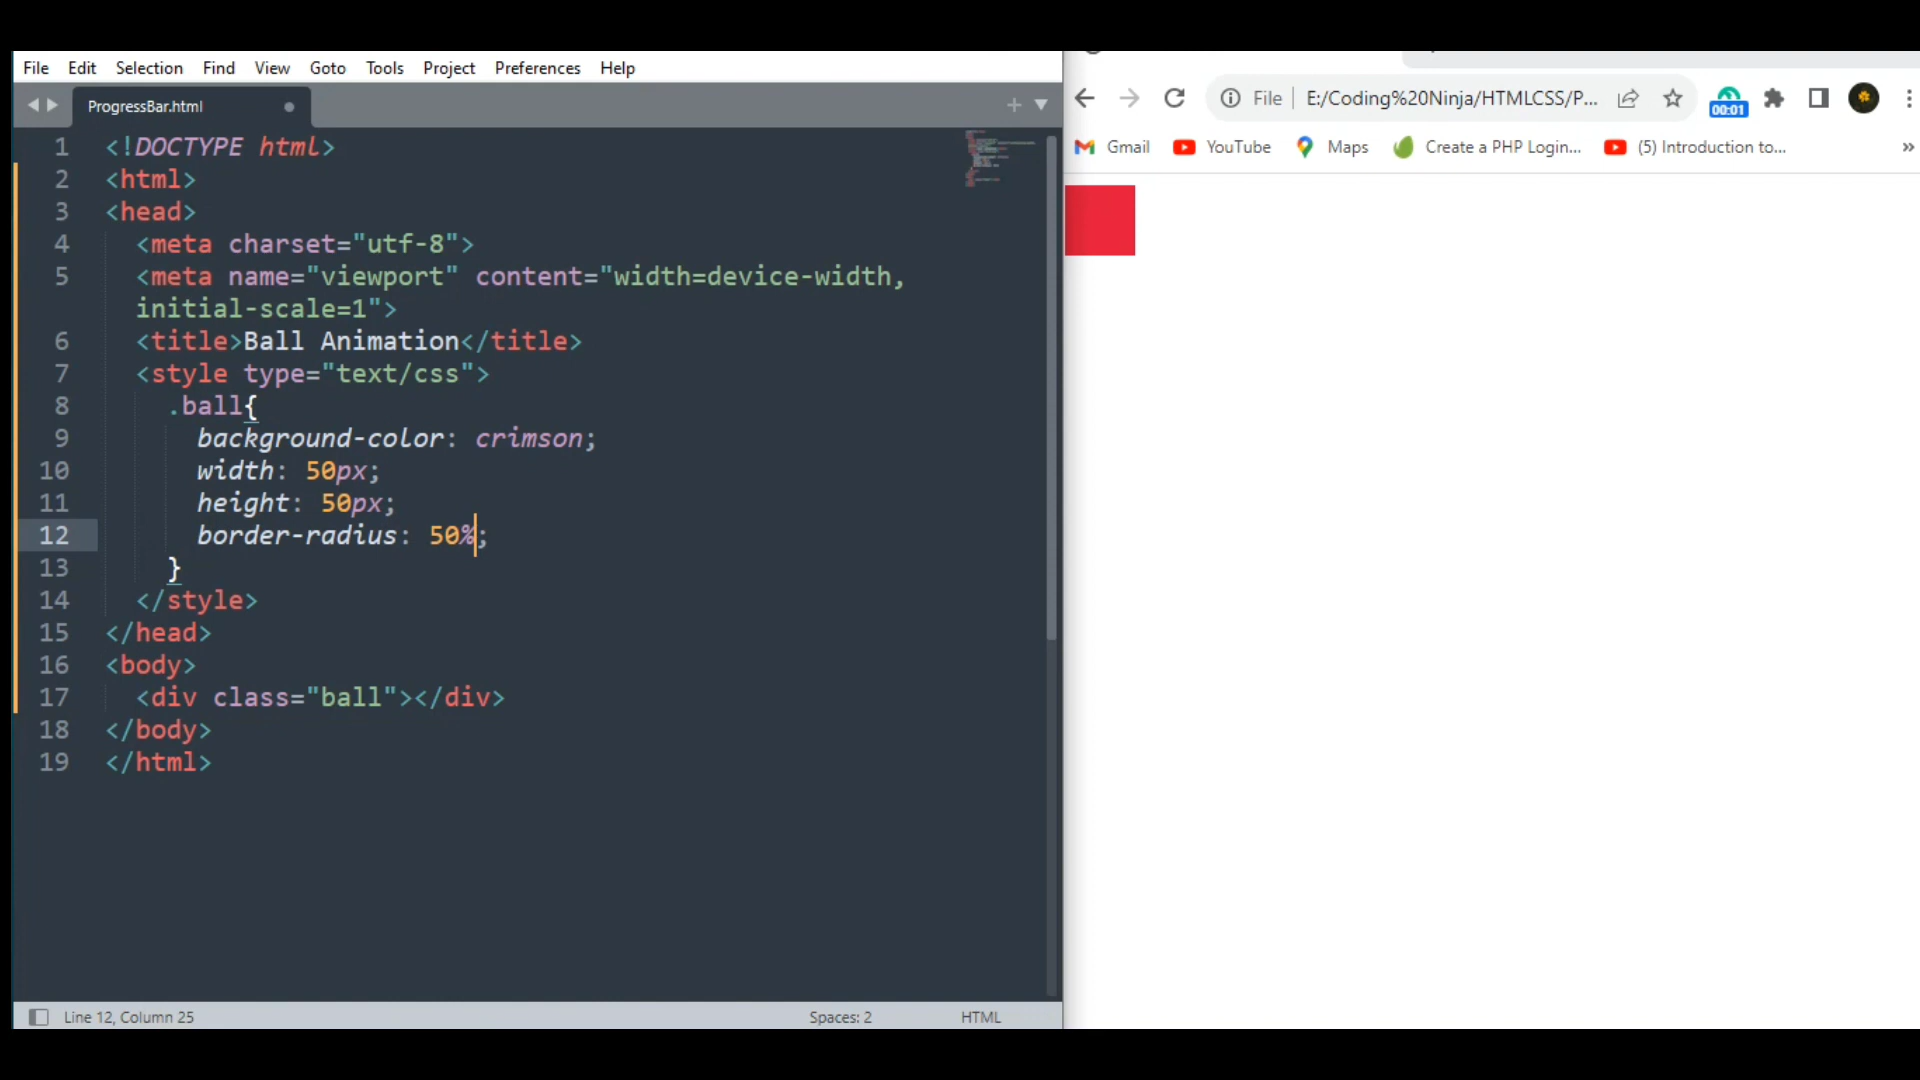 File Edit Selection Find View Goto Tools Project Preferences Help
ProgressBar.html
1 <!DOCTYPE html>
2 <html>
3 <head>
4 <meta charset="utf-8">
5 <meta name="viewport" content="width=device-width,
initial-scale=1">
6 <title>Ball Animation</title>
7 <style type="text/css">
8 .ball{
9 background-color: crimson;
10 width: 50px;
11 height: 50px;
12 border-radius: 50%;
13 }
14 </style>
15 </head>
16 <body>
17 <div class="ball"></div>
18 </body>
19 </html>
Line 12, Column 25 Spaces: 2 HTML
File E:/Coding%20Ninja/HTMLCSS/P... 00:01
Gmail YouTube Maps Create a PHP Login... (5) Introduction to... »